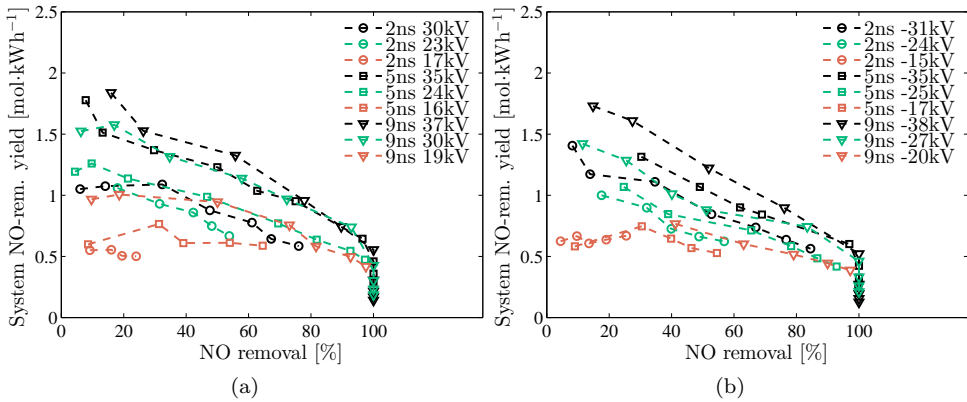 System NO-rem. yield [mol·kWh⁻¹]
2.5
2
1.5
1
0.5
0
0 20 40 60 80 100
NO removal [%]
2ns 30kV
2ns 23kV
2ns 17kV
5ns 35kV
5ns 24kV
5ns 16kV
9ns 37kV
9ns 30kV
9ns 19kV
(a)
System NO-rem. yield [mol·kWh⁻¹]
2.5
2
1.5
1
0.5
0
0 20 40 60 80 100
NO removal [%]
2ns -31kV
2ns -24kV
2ns -15kV
5ns -35kV
5ns -25kV
5ns -17kV
9ns -38kV
9ns -27kV
9ns -20kV
(b)